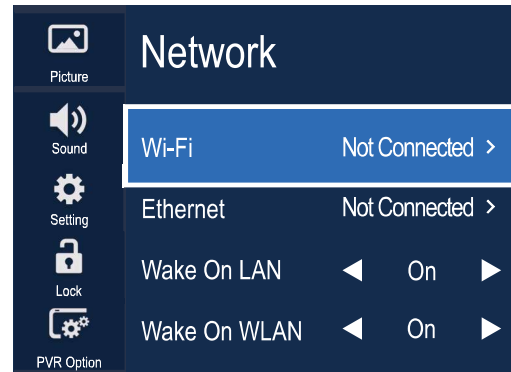 Picture
Network
Sound
Wi-Fi Not Connected >
Setting
Ethernet Not Connected >
Lock
Wake On LAN ◀ On ▶
PVR Option
Wake On WLAN ◀ On ▶